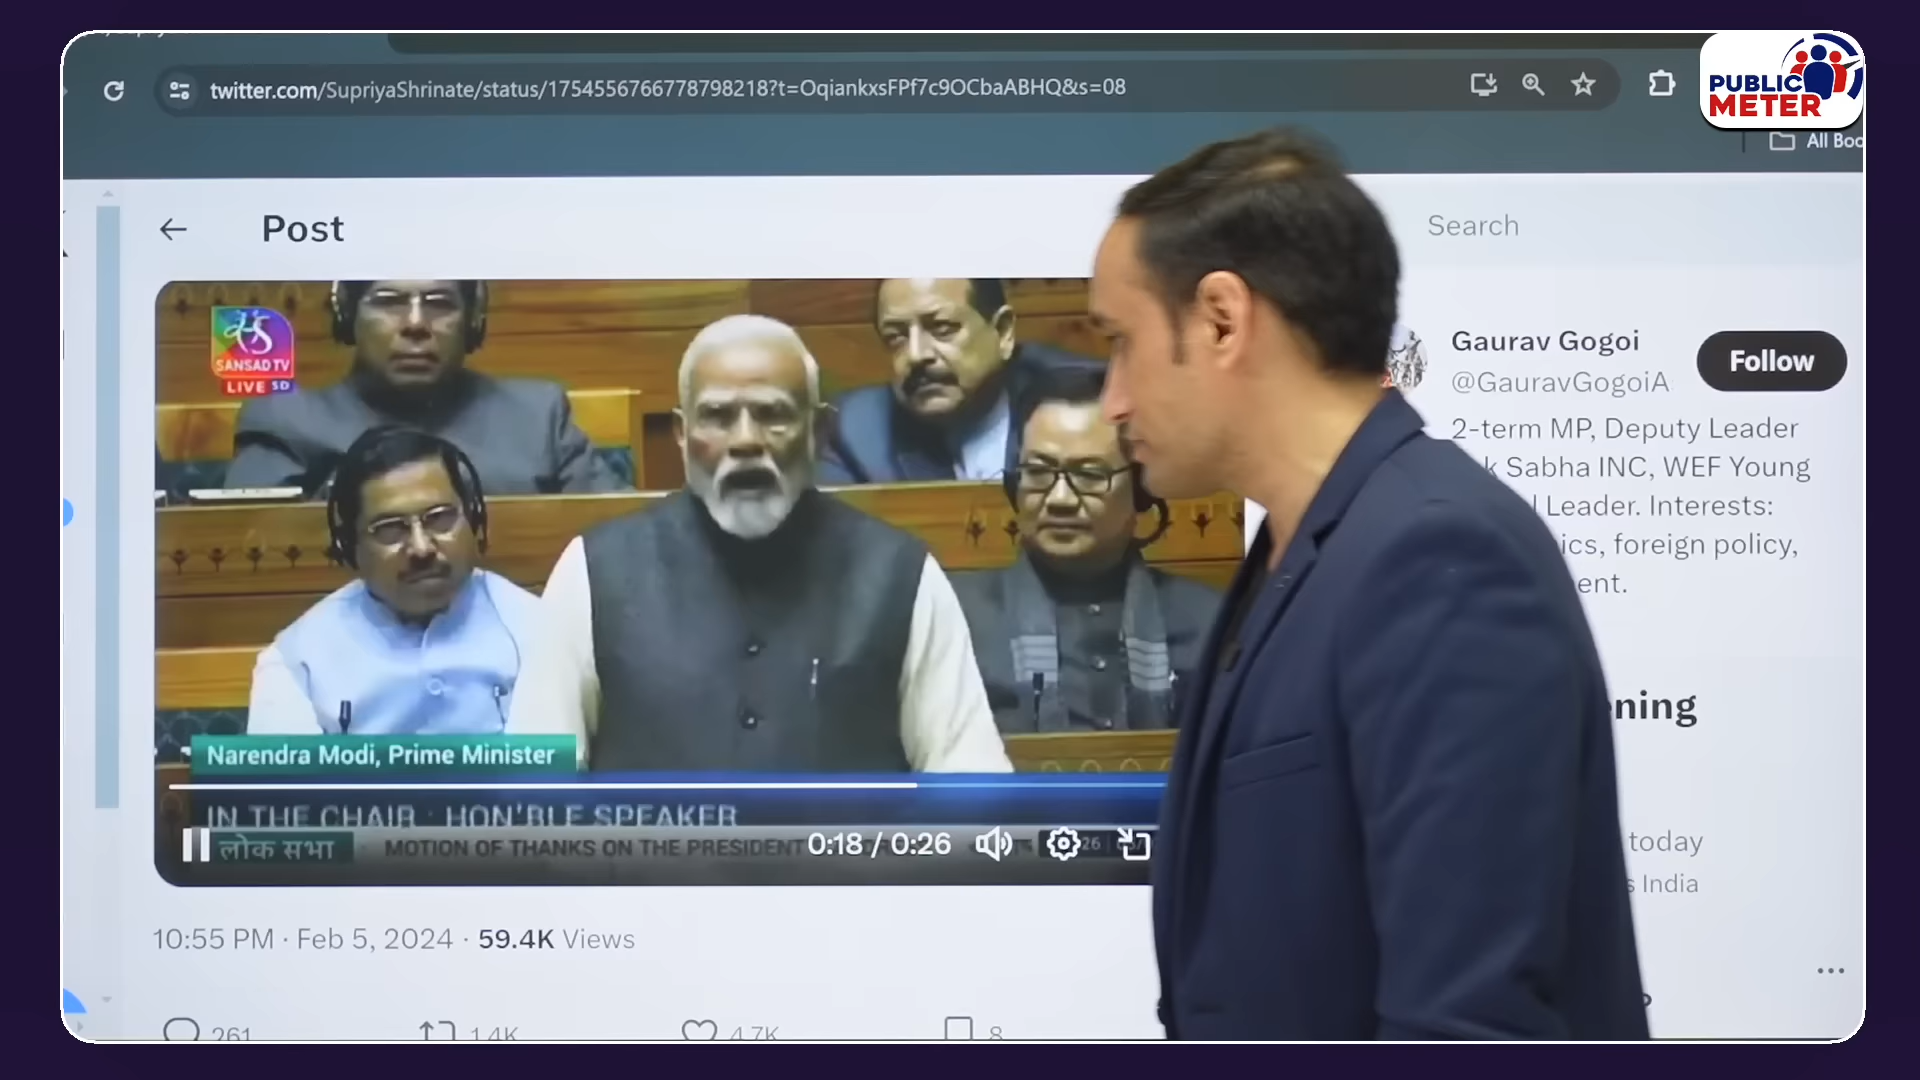 twitter.com/SupriyaShrinate/status/1754556766778798218?t=OqiankxsFPf7c9OCbaABHQ&s=08
PUBLIC
METER
All Boo
Post
Search
SANSAD TV
LIVE SD
Gaurav Gogoi
@GauravGogoiA
Follow
2-term MP, Deputy Leader
k Sabha INC, WEF Young
l Leader. Interests:
ics, foreign policy,
ent.
ning
Narendra Modi, Prime Minister
IN THE CHAIR : HON'BLE SPEAKER
लोक सभा
MOTION OF THANKS ON THE PRESIDENT
0:18 / 0:26
today
s India
10:55 PM · Feb 5, 2024 · 59.4K Views
261
1.4K
4.7K
8